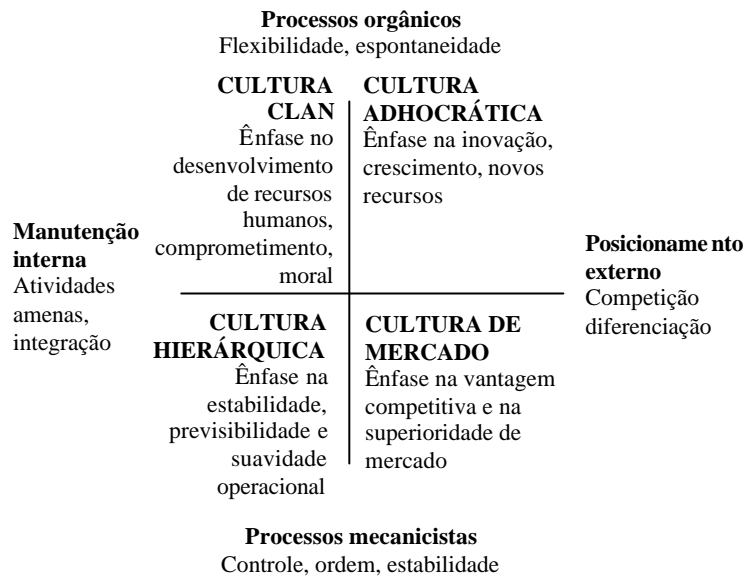 Processos orgânicos
Flexibilidade, espontaneidade
CULTURA
CLAN
Ênfase no
desenvolvimento
de recursos
humanos,
comprometimento,
moral
CULTURA
ADHOCRÁTICA
Ênfase na inovação,
crescimento, novos
recursos
Manutenção
interna
Atividades
amenas,
integração
Posicioname nto
externo
Competição
diferenciação
CULTURA
HIERÁRQUICA
Ênfase na
estabilidade,
previsibilidade e
suavidade
operacional
CULTURA DE
MERCADO
Ênfase na vantagem
competitiva e na
superioridade de
mercado
Processos mecanicistas
Controle, ordem, estabilidade